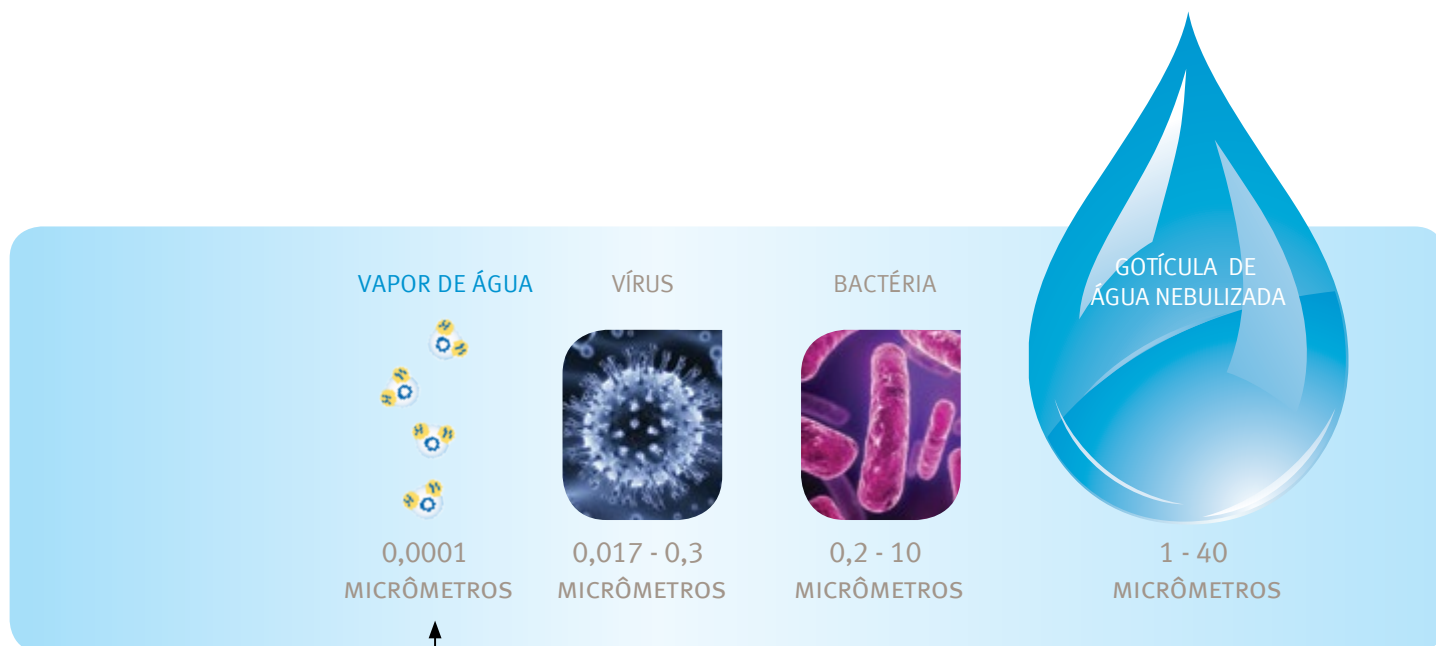 VAPOR DE ÁGUA
0,0001
MICRÔMETROS
VÍRUS
0,017 - 0,3
MICRÔMETROS
BACTÉRIA
0,2 - 10
MICRÔMETROS
GOTÍCULA DE
ÁGUA NEBULIZADA
1 - 40
MICRÔMETROS